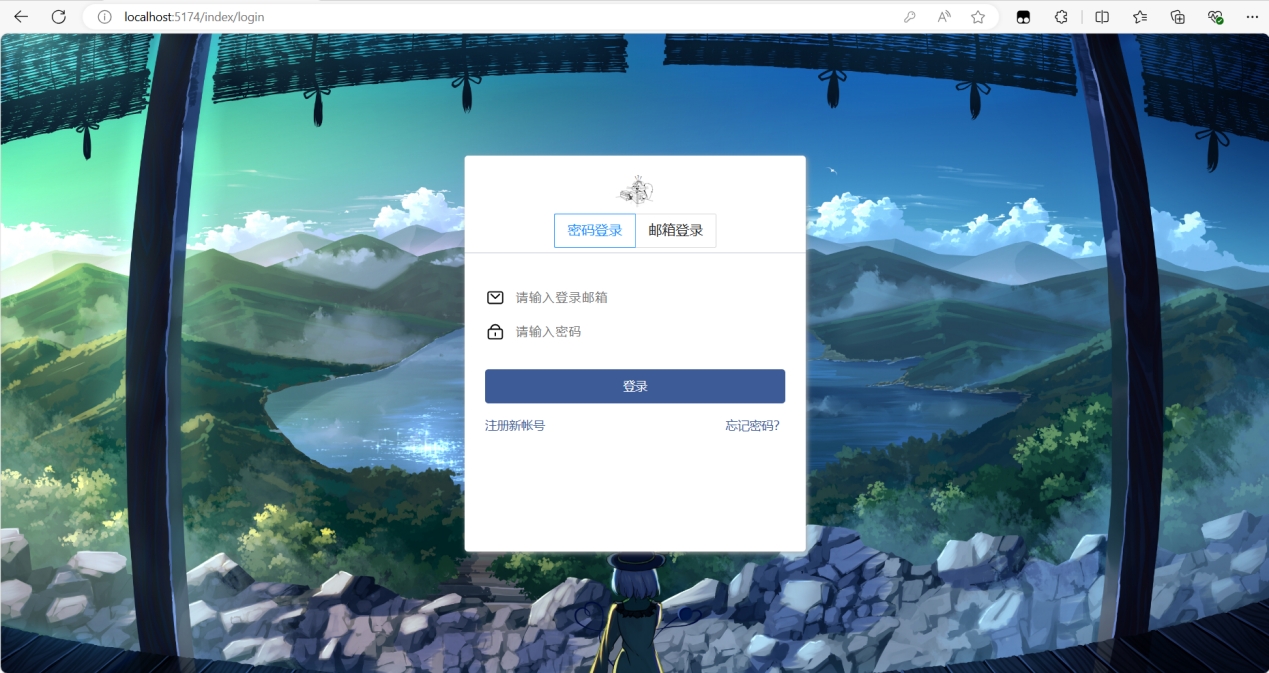 localhost:5174/index/login
密码登录 邮箱登录
请输入登录邮箱
请输入密码
登录
注册新帐号 忘记密码?